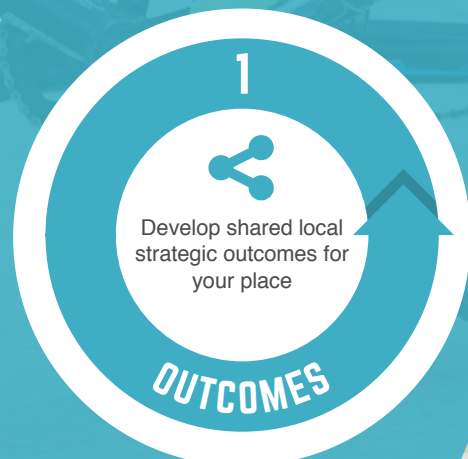 1
Develop shared local
strategic outcomes for
your place
OUTCOMES